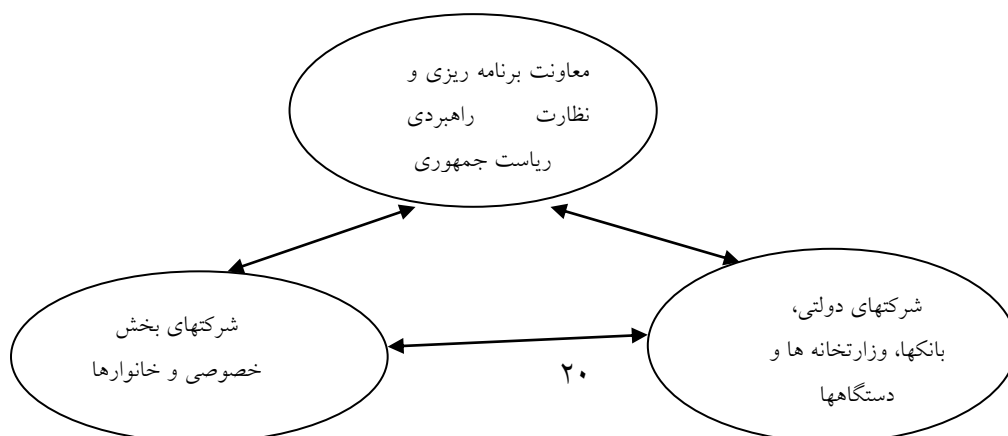 معاونت برنامه ریزی و
نظارت راهبردی
ریاست جمهوری
شرکتهای دولتی،
بانکها، وزارتخانه ها و
دستگاهها
شرکتهای بخش
خصوصی و خانوارها
۲۰